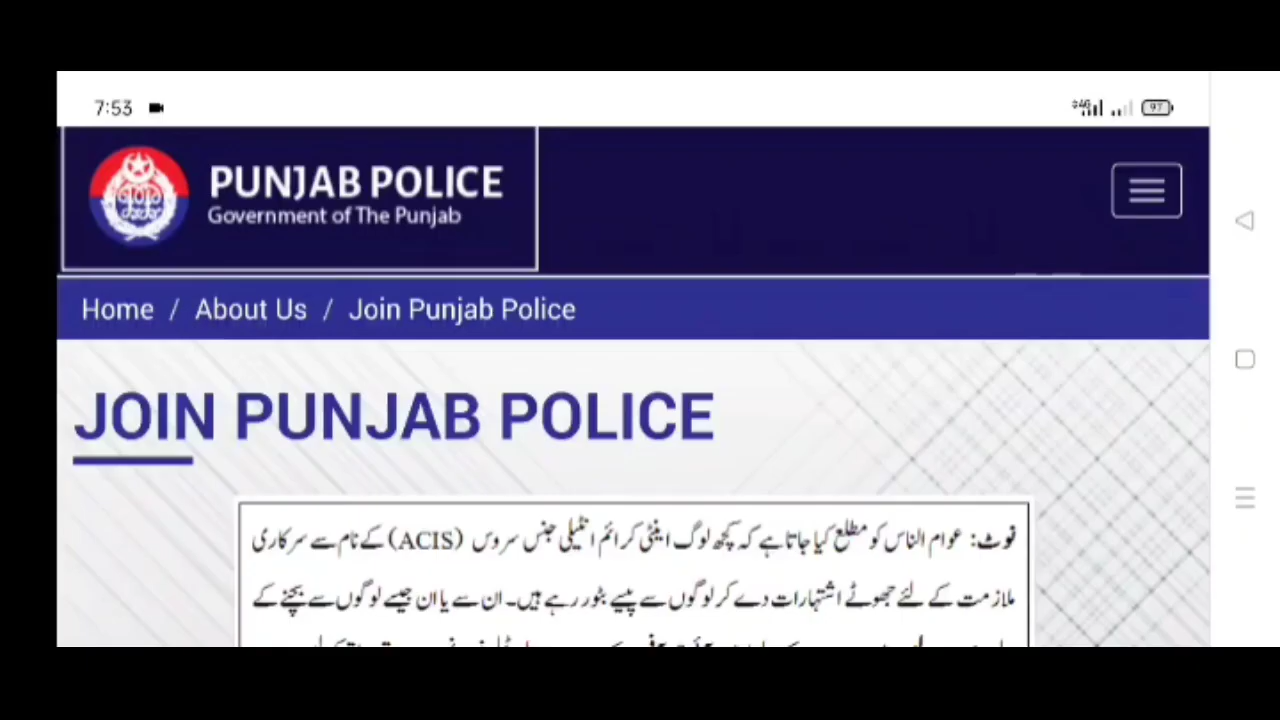 7:53
97
PUNJAB POLICE
Government of The Punjab
Home / About Us / Join Punjab Police
JOIN PUNJAB POLICE
نوٹ: عوام الناس کو مطلع کیا جاتا ہے کہ کچھ لوگ اینٹی کرائم انٹیلی جنس سروس (ACIS) کے نام سے سرکاری
ملازمت کے لئے جھوٹے اشتہارات دے کر لوگوں سے پیسے بٹور رہے ہیں۔ ان سے یا ان جیسے لوگوں سے بچنے کے